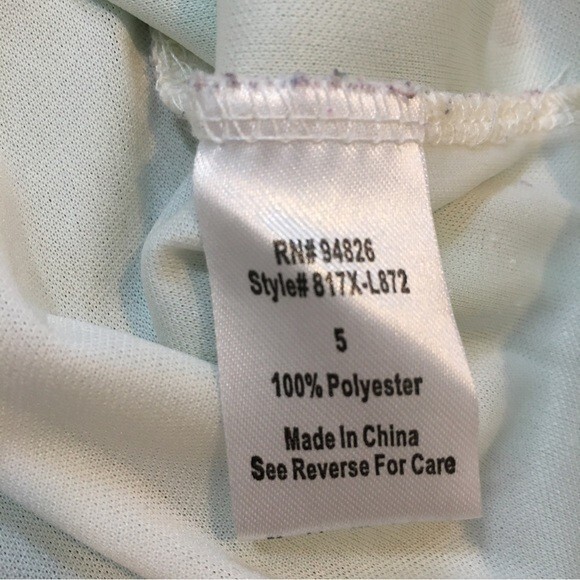 RN# 94826
Style# 817X-L872
5
100% Polyester
Made In China
See Reverse For Care